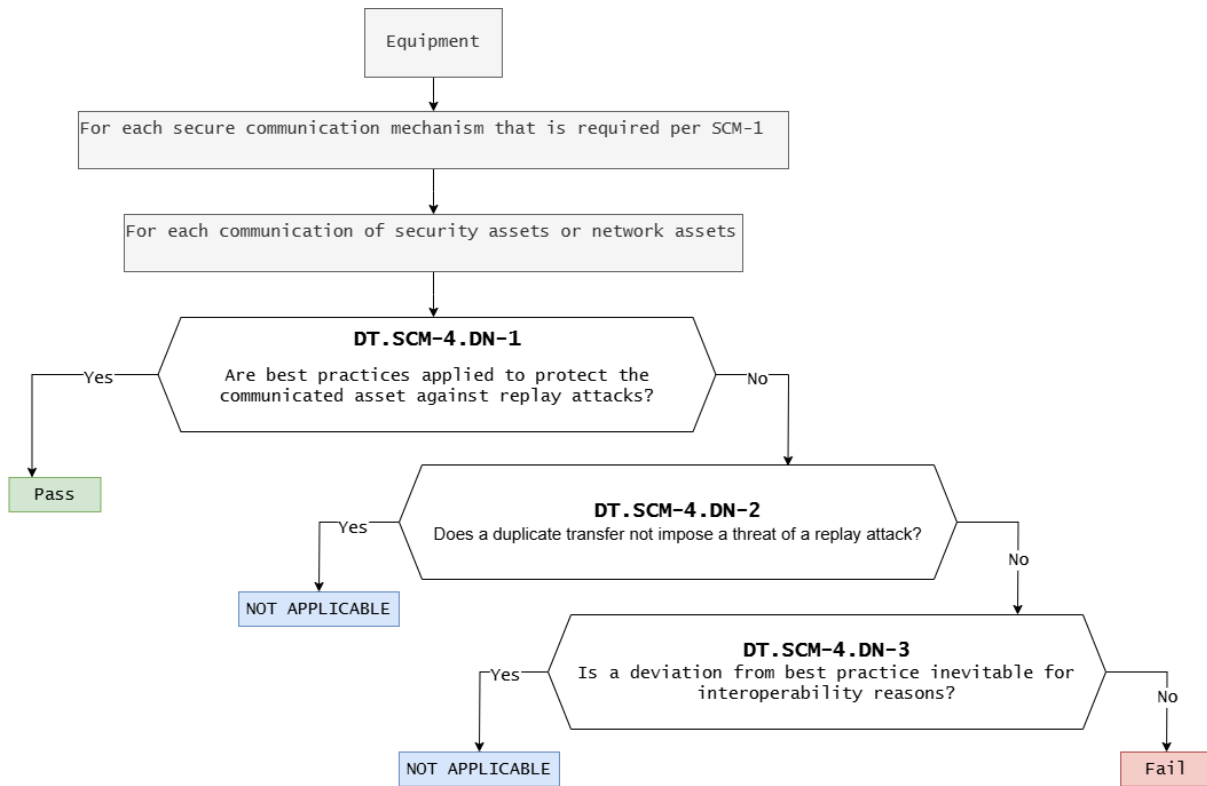 Equipment
For each secure communication mechanism that is required per SCM-1
For each communication of security assets or network assets
DT.SCM-4.DN-1
Are best practices applied to protect the
communicated asset against replay attacks?
Yes
No
Pass
DT.SCM-4.DN-2
Does a duplicate transfer not impose a threat of a replay attack?
Yes
No
NOT APPLICABLE
DT.SCM-4.DN-3
Is a deviation from best practice inevitable for
interoperability reasons?
Yes
No
NOT APPLICABLE
Fail